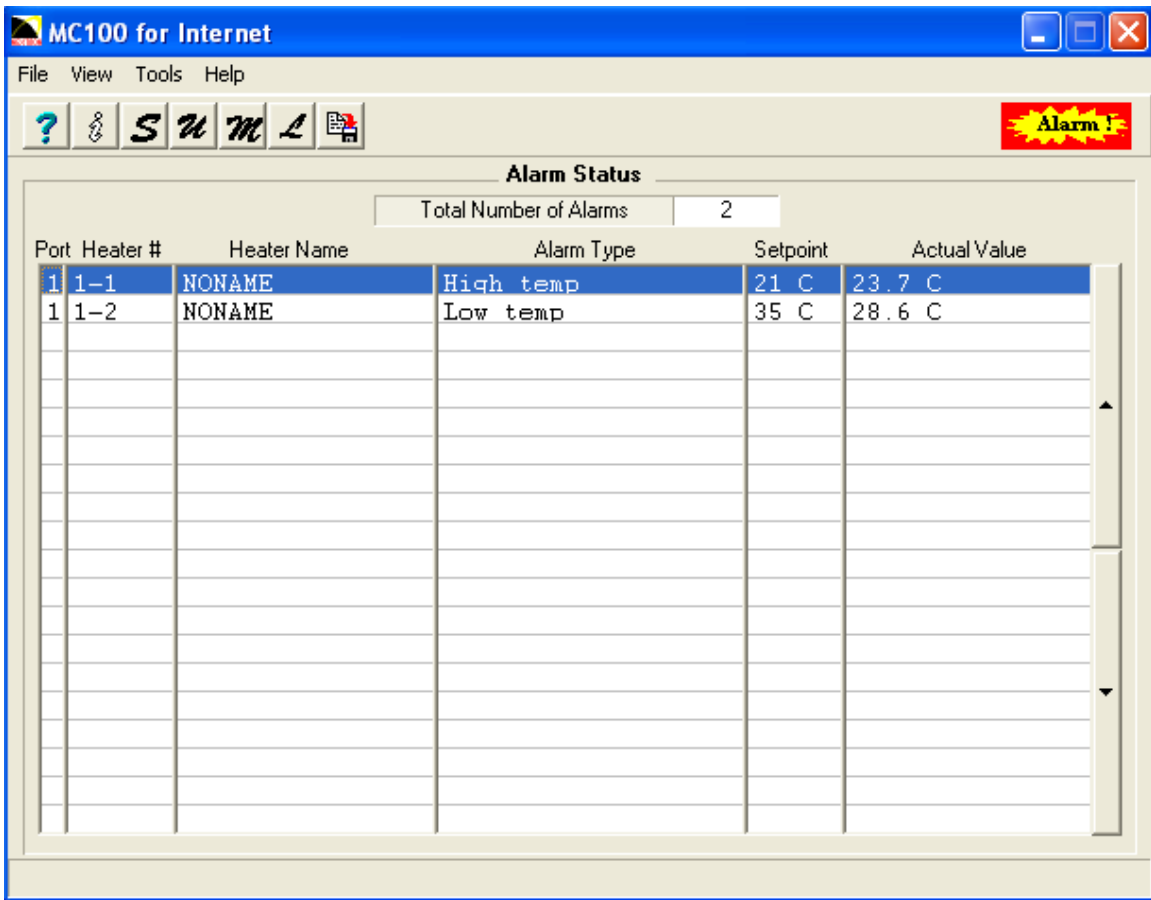 MC100 for Internet
File View Tools Help
? i S U M L Alarm !
Alarm Status
Total Number of Alarms 2
Port Heater # Heater Name Alarm Type Setpoint Actual Value
1 1-1 NONAME High temp 21 C 23.7 C
1 1-2 NONAME Low temp 35 C 28.6 C